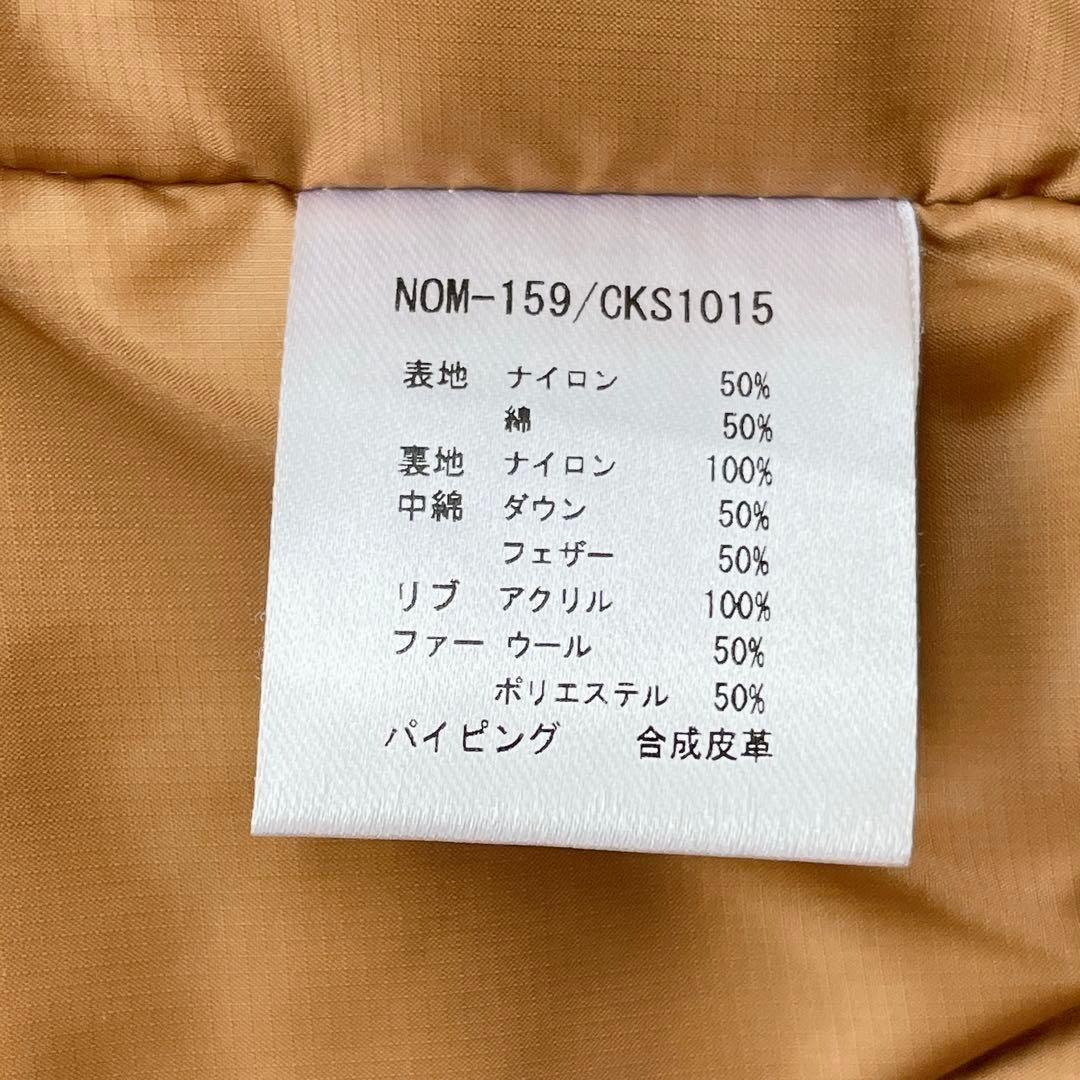 NOM-159/CKS1015
表地 ナイロン 50%
綿 50%
裏地 ナイロン 100%
中綿 ダウン 50%
フェザー 50%
リブ アクリル 100%
ファー ウール 50%
ポリエステル 50%
パイピング 合成皮革